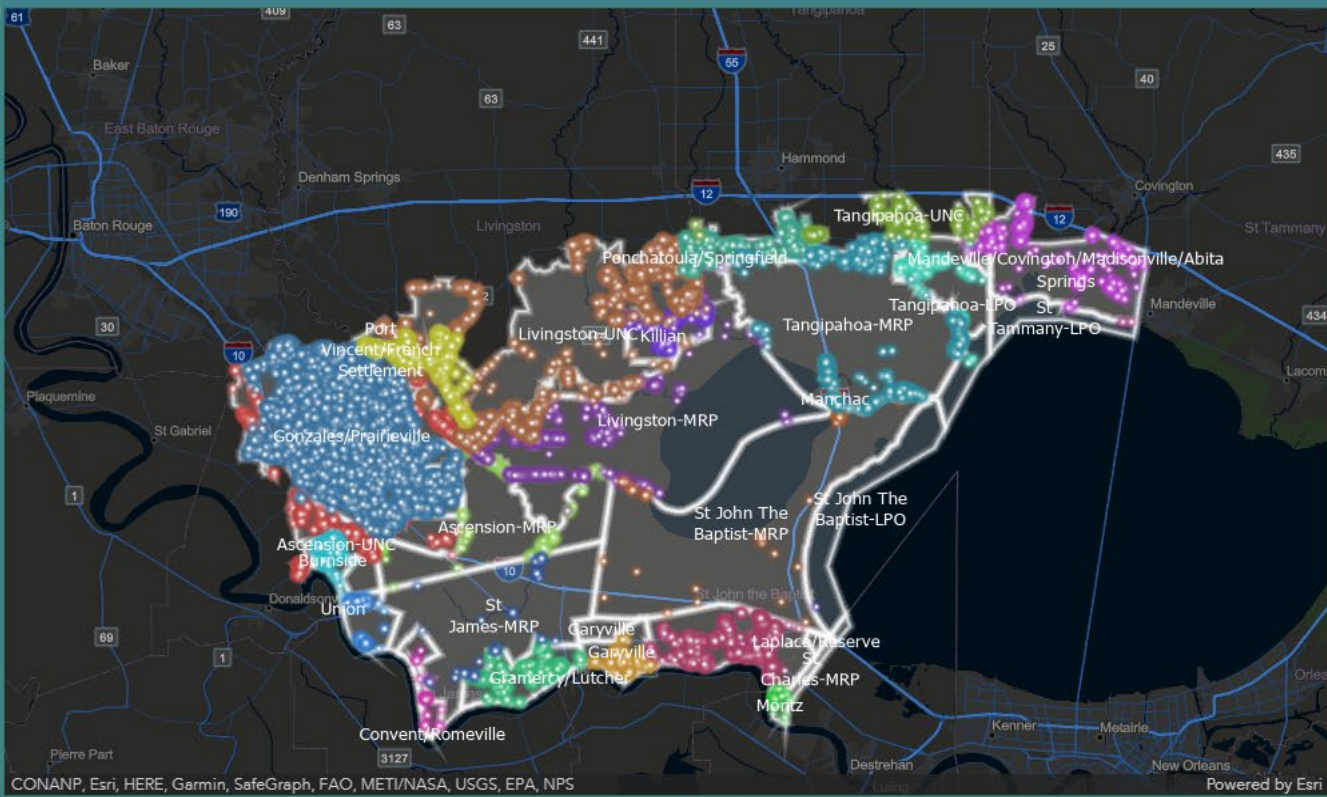 61
409
63
Tangipahoa
441
55
25
40
Baker
63
East Baton Rouge
Hammond
435
Denham Springs
12
Covington
190
Tangipahoa-UNC
12
Baton Rouge
Livingston
St Tammany
Ponchatoula/Springfield
Mandeville/Covington/Madisonville/Abita
Springs
Tangipahoa-LPO
Mandeville
St
Tammany-LPO
434
30
Port
Vincent/French
Settlement
Livingston-UNC
Killian
Tangipahoa-MRP
10
Plaquemine
Manchac
St Gabriel
Gonzales/Prairieville
Livingston-MRP
1
St John The
Baptist-MRP
St John The
Baptist-LPO
Ascension-MRP
Ascension-UNC
Burnside
10
Union
St
James-MRP
St John the Baptist
69
1
Garyville
Garyville
Laplace/Reserve
St
Charles-MRP
Gramercy/Lutcher
Montz
Convent/Romeville
3127
Pierre Part
Kenner
Metairie
Destrehan
New Orleans
Luling
CONANP, Esri, HERE, Garmin, SafeGraph, FAO, METI/NASA, USGS, EPA, NPS
Powered by Esri